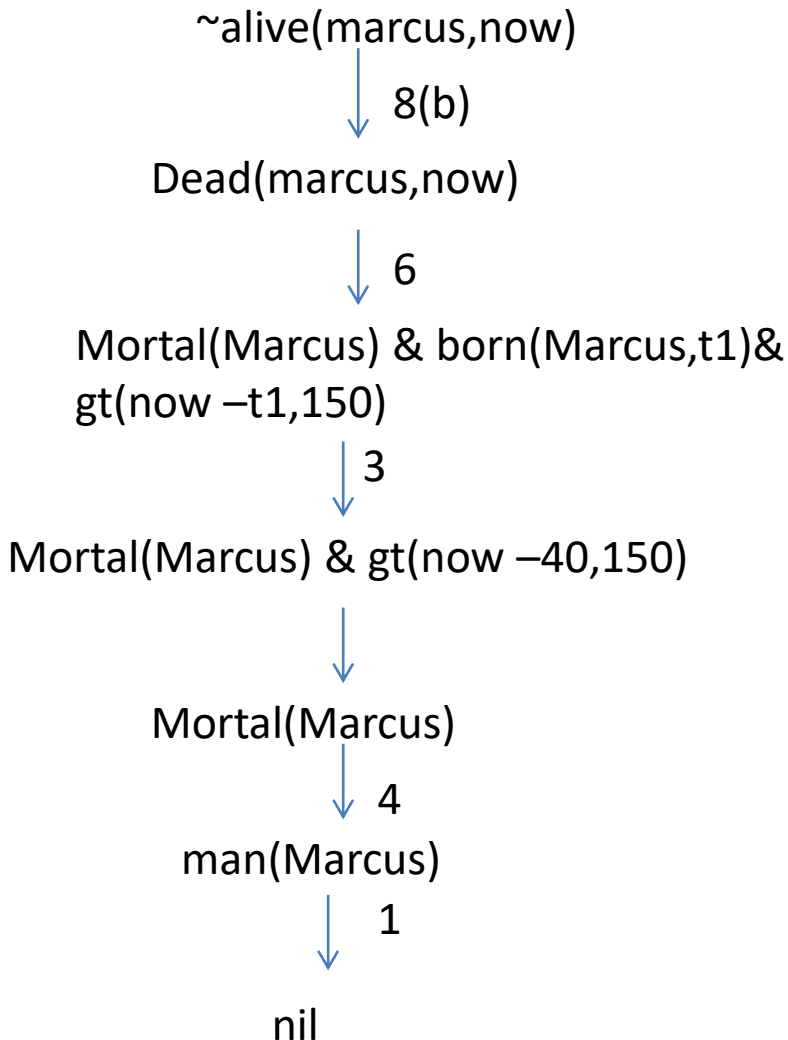 ~alive(marcus,now)
8(b)
Dead(marcus,now)
6
Mortal(Marcus) & born(Marcus,t1)&
gt(now –t1,150)
3
Mortal(Marcus) & gt(now –40,150)
Mortal(Marcus)
4
man(Marcus)
1
nil